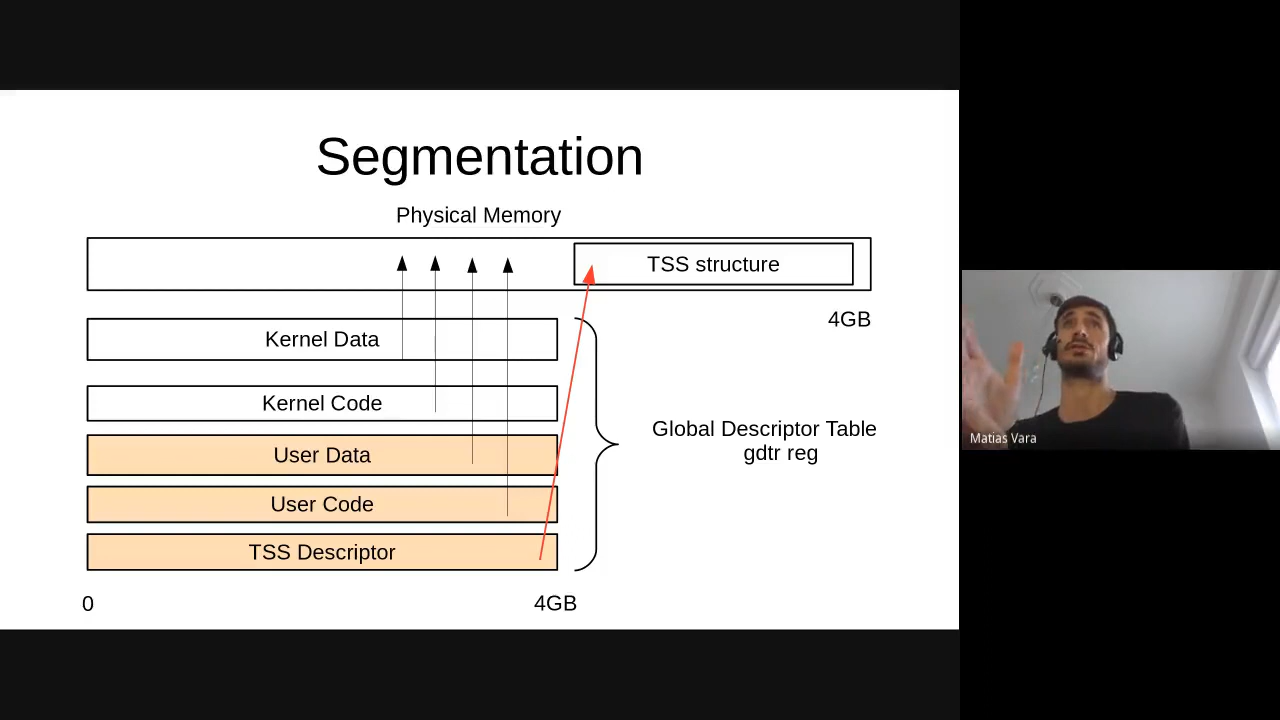 Segmentation
Physical Memory
TSS structure
4GB
Kernel Data
Kernel Code
User Data
User Code
TSS Descriptor
Global Descriptor Table
gdtr reg
0
4GB
Matias Vara